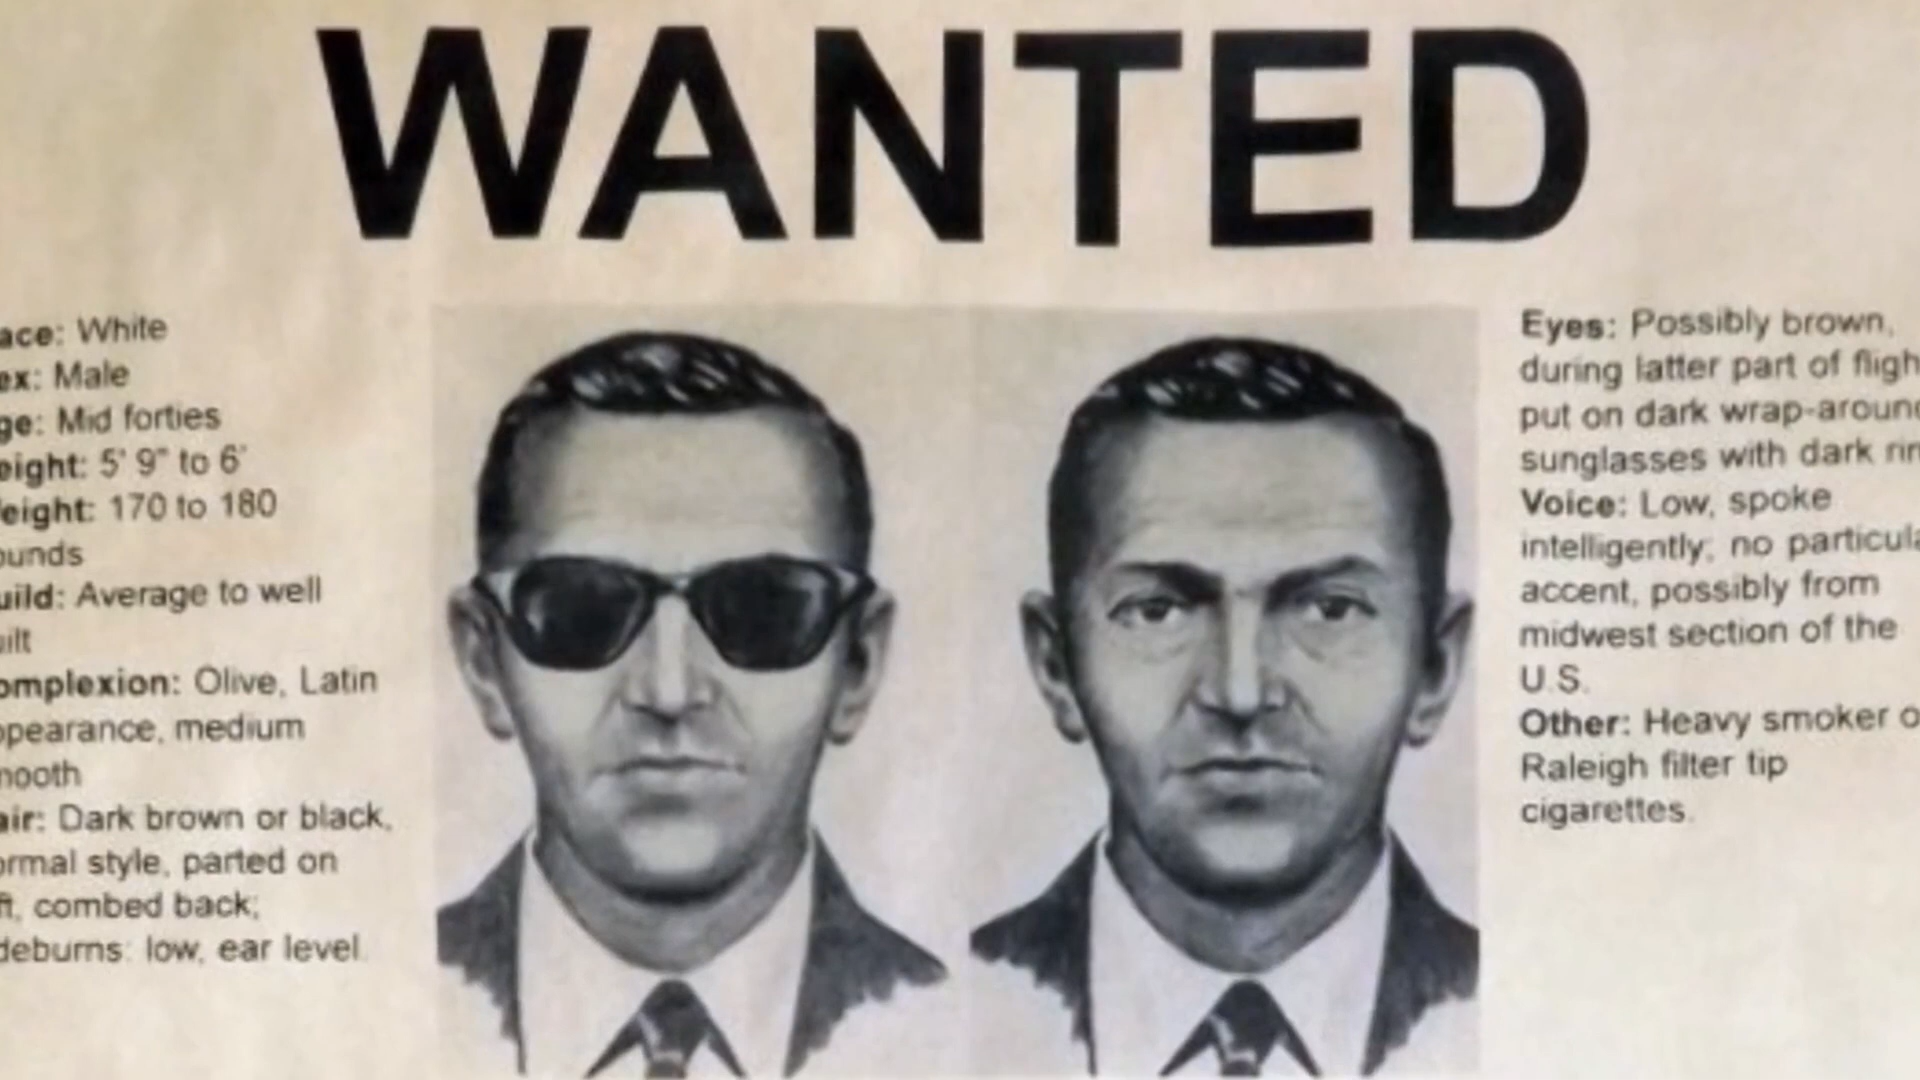 WANTED
ace: White
ex: Male
ge: Mid forties
eight: 5' 9" to 6'
eight: 170 to 180
ounds
uild: Average to well
uilt
omplexion: Olive, Latin
ppearance, medium
mooth
air: Dark brown or black,
ormal style, parted on
ft, combed back;
deburns: low, ear level.
Eyes: Possibly brown,
during latter part of fligh
put on dark wrap-aroun
sunglasses with dark rin
Voice: Low, spoke
intelligently; no particula
accent, possibly from
midwest section of the
U.S.
Other: Heavy smoker o
Raleigh filter tip
cigarettes.